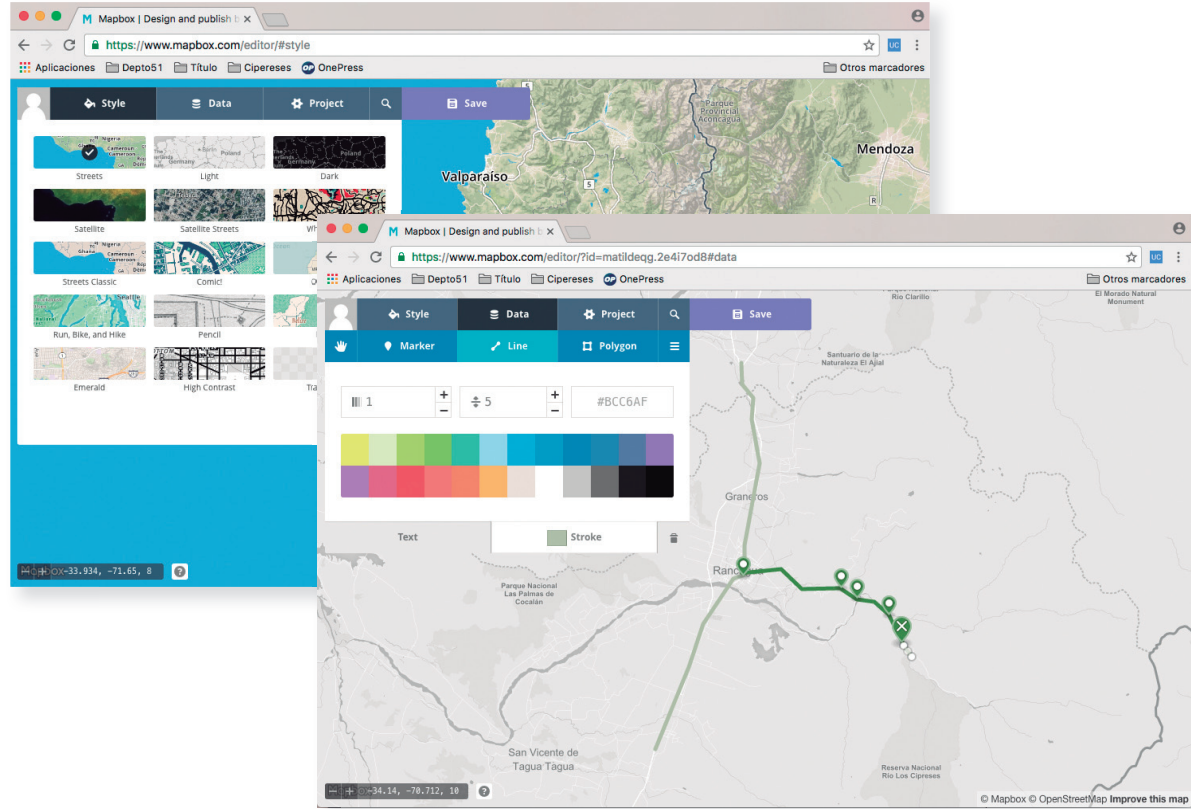 Mapbox | Design and publish b
https://www.mapbox.com/editor/#style
Aplicaciones Depto51 Título Cipereses OnePress Otros marcadores
Style Data Project Save
Streets Light Dark
Satellite Satellite Streets Wh
Streets Classic Comic!
Run, Bike, and Hike Pencil
Emerald High Contrast Tra
Parque
Provincial
Aconcagua
Mendoza
Valparaíso
5
5
R
-33.934, -71.65, 8
Mapbox | Design and publish b
https://www.mapbox.com/editor/?id=matildeqg.2e4i7od8#data
Aplicaciones Depto51 Título Cipereses OnePress Otros marcadores
Style Data Project Save
Marker Line Polygon
1 5 #BCC6AF
Text Stroke
Río Clarillo
El Morado Natural
Monument
Santuario de la
Naturaleza El Ajial
Graneros
Parque Nacional
Las Palmas de
Cocalán
San Vicente de
Tagua Tagua
Reserva Nacional
Río Los Cipreses
-34.14, -70.712, 10
© Mapbox © OpenStreetMap Improve this map